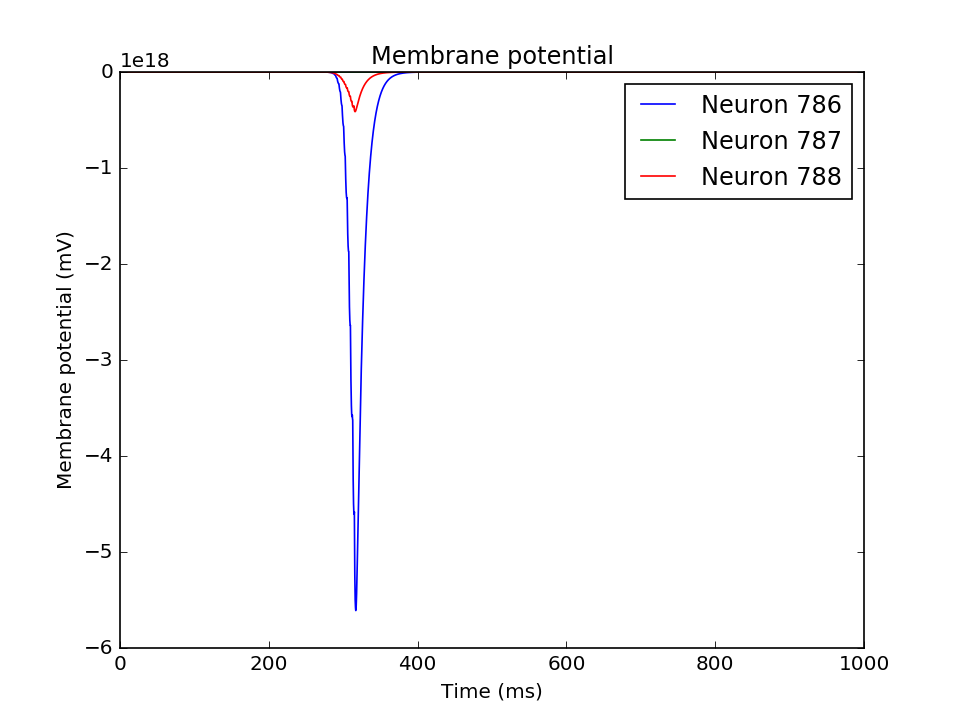 Membrane potential
1e18
0
−1
−2
−3
−4
−5
−6
Membrane potential (mV)
Neuron 786
Neuron 787
Neuron 788
0 200 400 600 800 1000
Time (ms)